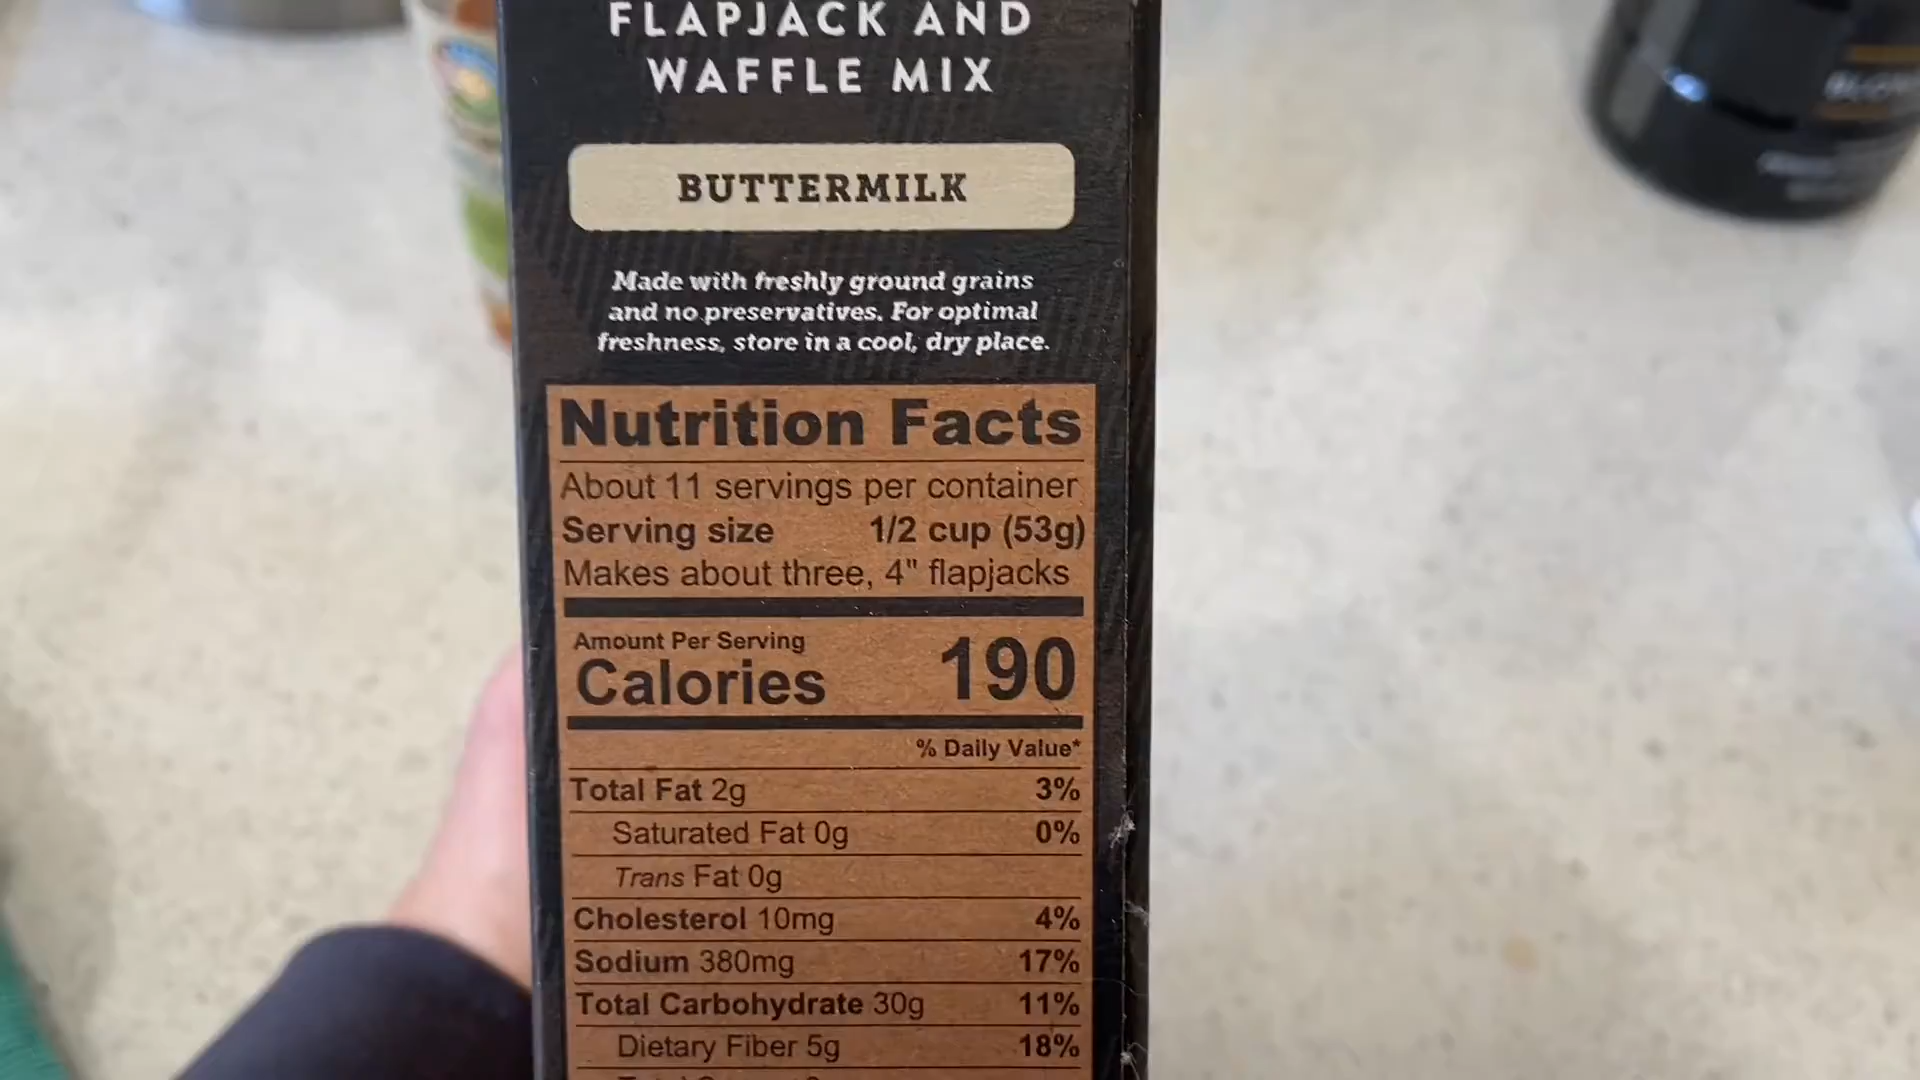 FLAPJACK AND
WAFFLE MIX
BUTTERMILK
Made with freshly ground grains
and no preservatives. For optimal
freshness, store in a cool, dry place.
Nutrition Facts
About 11 servings per container
Serving size 1/2 cup (53g)
Makes about three, 4" flapjacks
Amount Per Serving
Calories 190
% Daily Value*
Total Fat 2g 3%
Saturated Fat 0g 0%
Trans Fat 0g
Cholesterol 10mg 4%
Sodium 380mg 17%
Total Carbohydrate 30g 11%
Dietary Fiber 5g 18%